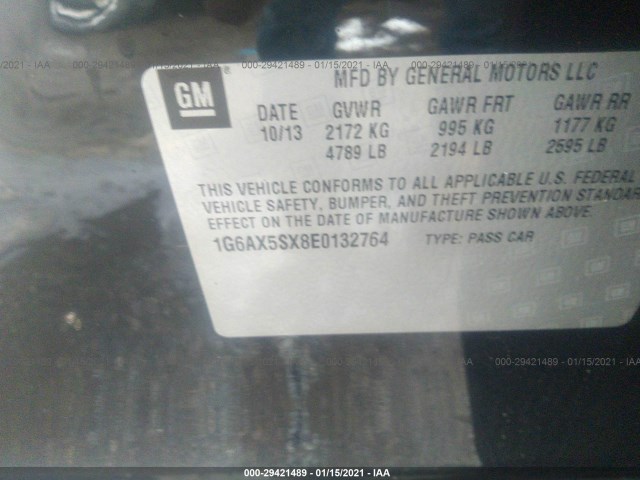 000-29421489 - 01/15/2021 - IAA
GM ®
MFD BY GENERAL MOTORS LLC
DATE GVWR GAWR FRT GAWR RR
10/13 2172 KG 995 KG 1177 KG
4789 LB 2194 LB 2595 LB
THIS VEHICLE CONFORMS TO ALL APPLICABLE U.S. FEDERAL
VEHICLE SAFETY, BUMPER, AND THEFT PREVENTION STANDAR
EFFECT ON THE DATE OF MANUFACTURE SHOWN ABOVE.
1G6AX5SX8E0132764 TYPE: PASS CAR
000-29421489 - 01/15/2021 - IAA
000-29421489 - 01/15/2021 - IAA